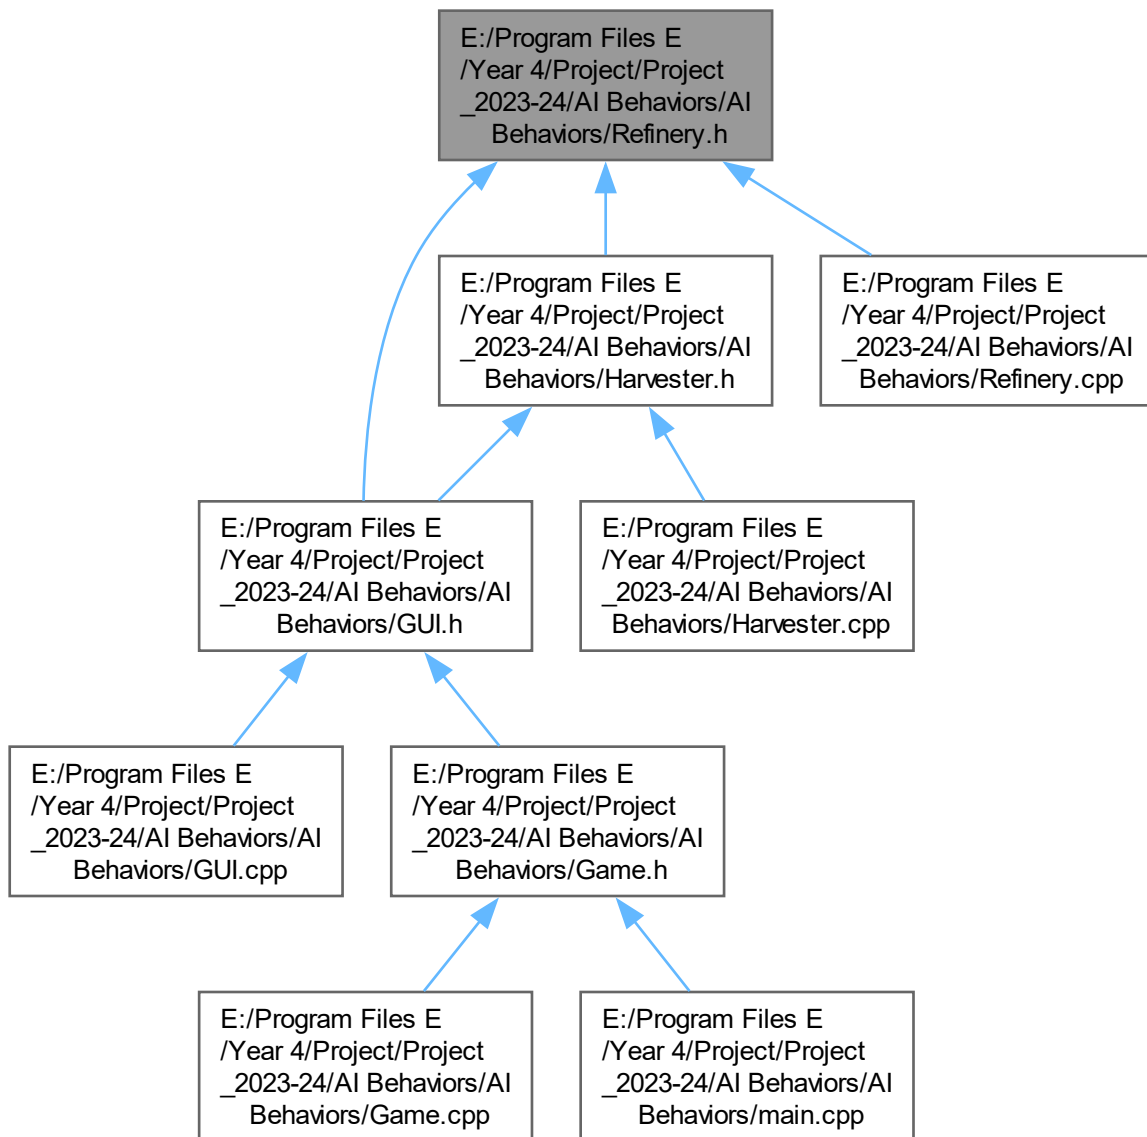 E:/Program Files E
/Year 4/Project/Project
_2023-24/AI Behaviors/AI
Behaviors/Refinery.h
E:/Program Files E
/Year 4/Project/Project
_2023-24/AI Behaviors/AI
Behaviors/Harvester.h
E:/Program Files E
/Year 4/Project/Project
_2023-24/AI Behaviors/AI
Behaviors/Refinery.cpp
E:/Program Files E
/Year 4/Project/Project
_2023-24/AI Behaviors/AI
Behaviors/GUI.h
E:/Program Files E
/Year 4/Project/Project
_2023-24/AI Behaviors/AI
Behaviors/Harvester.cpp
E:/Program Files E
/Year 4/Project/Project
_2023-24/AI Behaviors/AI
Behaviors/GUI.cpp
E:/Program Files E
/Year 4/Project/Project
_2023-24/AI Behaviors/AI
Behaviors/Game.h
E:/Program Files E
/Year 4/Project/Project
_2023-24/AI Behaviors/AI
Behaviors/Game.cpp
E:/Program Files E
/Year 4/Project/Project
_2023-24/AI Behaviors/AI
Behaviors/main.cpp